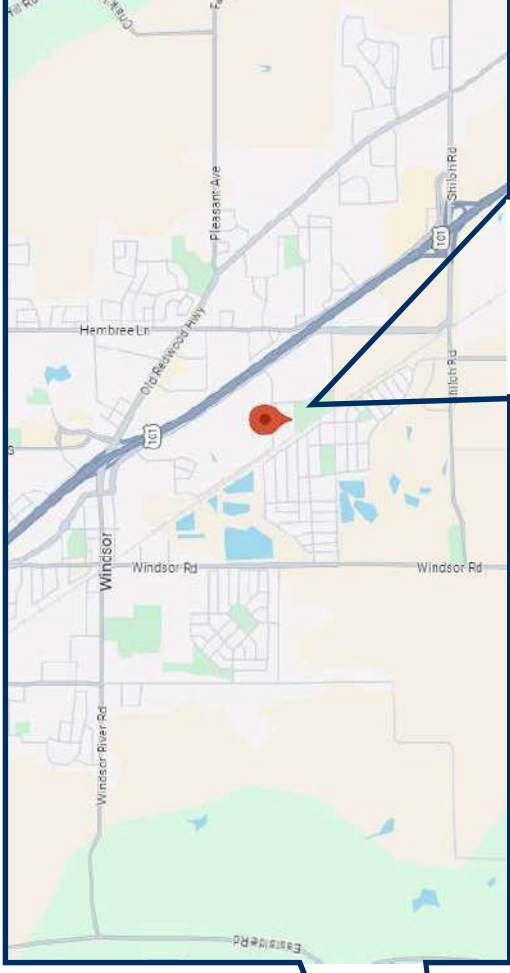 Pleasant Ave
Shiloh Rd
101
Hembree Ln
Old Redwood Hwy
Shiloh Rd
101
Windsor
Windsor Rd
Windsor Rd
Windsor River Rd
Eastside Rd